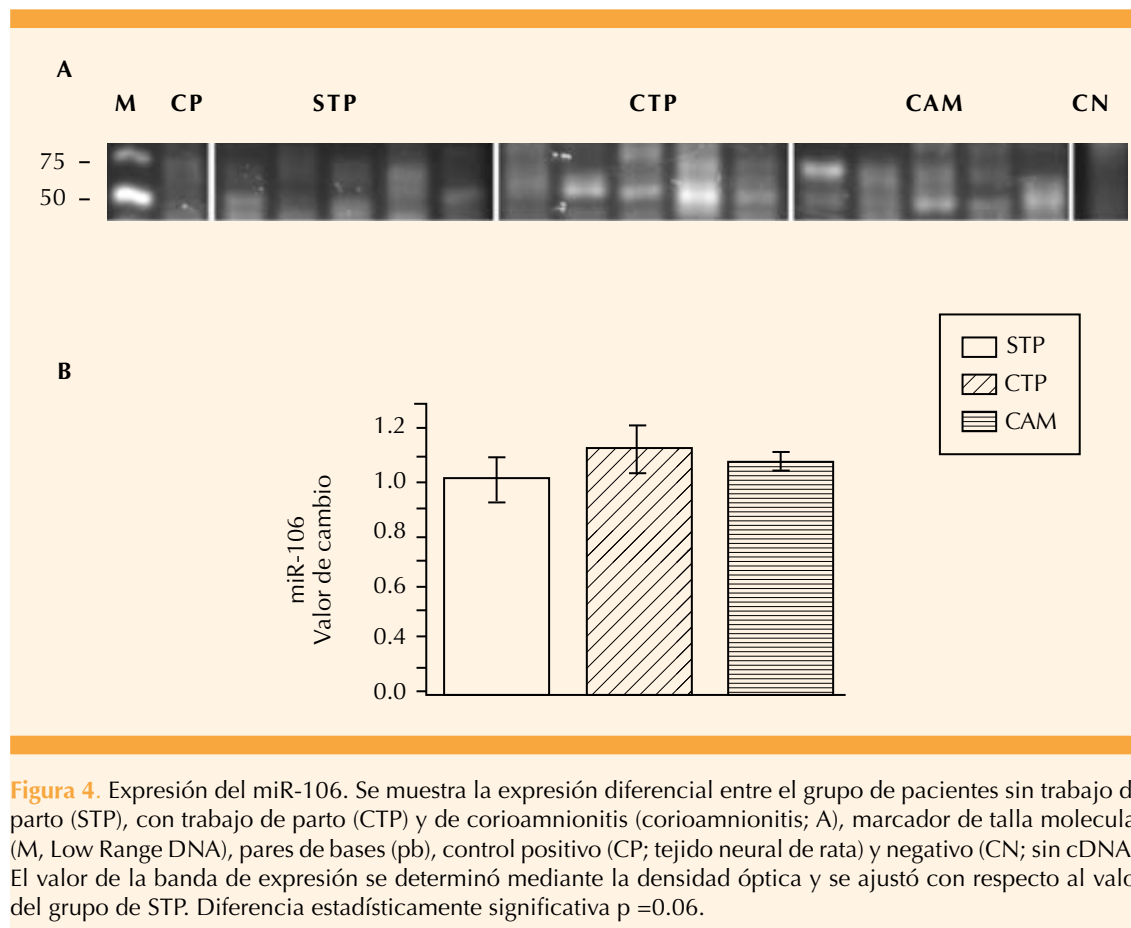 A
M CP STP CTP CAM CN
75 –
50 –
STP
CTP
CAM
B
1.2
1.0
0.8
0.6
0.4
0.0
miR-106
Valor de cambio
Figura 4. Expresión del miR-106. Se muestra la expresión diferencial entre el grupo de pacientes sin trabajo d
parto (STP), con trabajo de parto (CTP) y de corioamnionitis (corioamnionitis; A), marcador de talla molecula
(M, Low Range DNA), pares de bases (pb), control positivo (CP; tejido neural de rata) y negativo (CN; sin cDNA
El valor de la banda de expresión se determinó mediante la densidad óptica y se ajustó con respecto al valo
del grupo de STP. Diferencia estadísticamente significativa p =0.06.